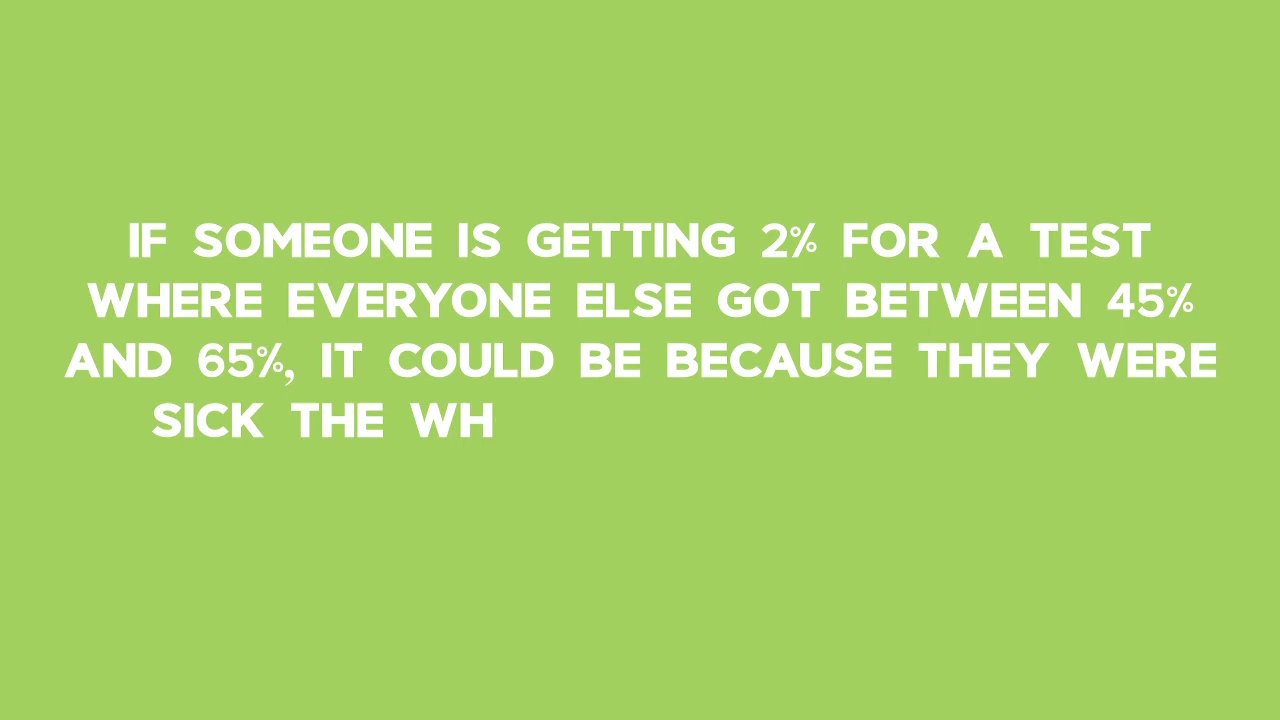 IF SOMEONE IS GETTING 2% FOR A TEST
WHERE EVERYONE ELSE GOT BETWEEN 45%
AND 65%, IT COULD BE BECAUSE THEY WERE
SICK THE WH